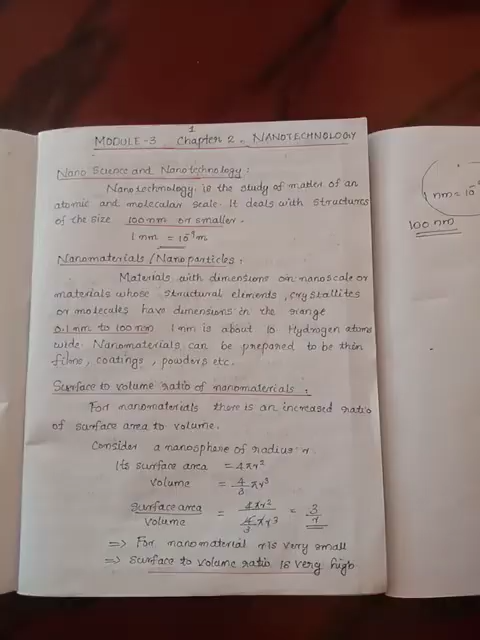 1
MODULE-3 Chapter 2. NANOTECHNOLOGY
Nano Science and Nanotechnology:
Nanotechnology is the study of matter of an
atomic and molecular scale. It deals with structures
of the size 100 nm or smaller.
1 nm = 10⁻⁹m
Nanomaterials/Nanoparticles:
Materials with dimensions on nanoscale or
materials whose structural elements, crystallites
or molecules have dimensions in the range
0.1 nm to 100 nm 1 nm is about 10 Hydrogen atoms
wide. Nanomaterials can be prepared to be thin
films, coatings, powders etc.
Surface to volume ratio of nanomaterials:
For nanomaterials there is an increased ratio
of surface area to volume.
Consider a nanosphere of radius r.
Its surface area = 4πr²
volume = 4/3 πr³
Surface area/volume = 4πr²/(4/3 πr³) = 3/r
⇒ For nanomaterial r is very small
⇒ Surface to volume ratio is very high
1 nm = 10⁻⁹
100 nm